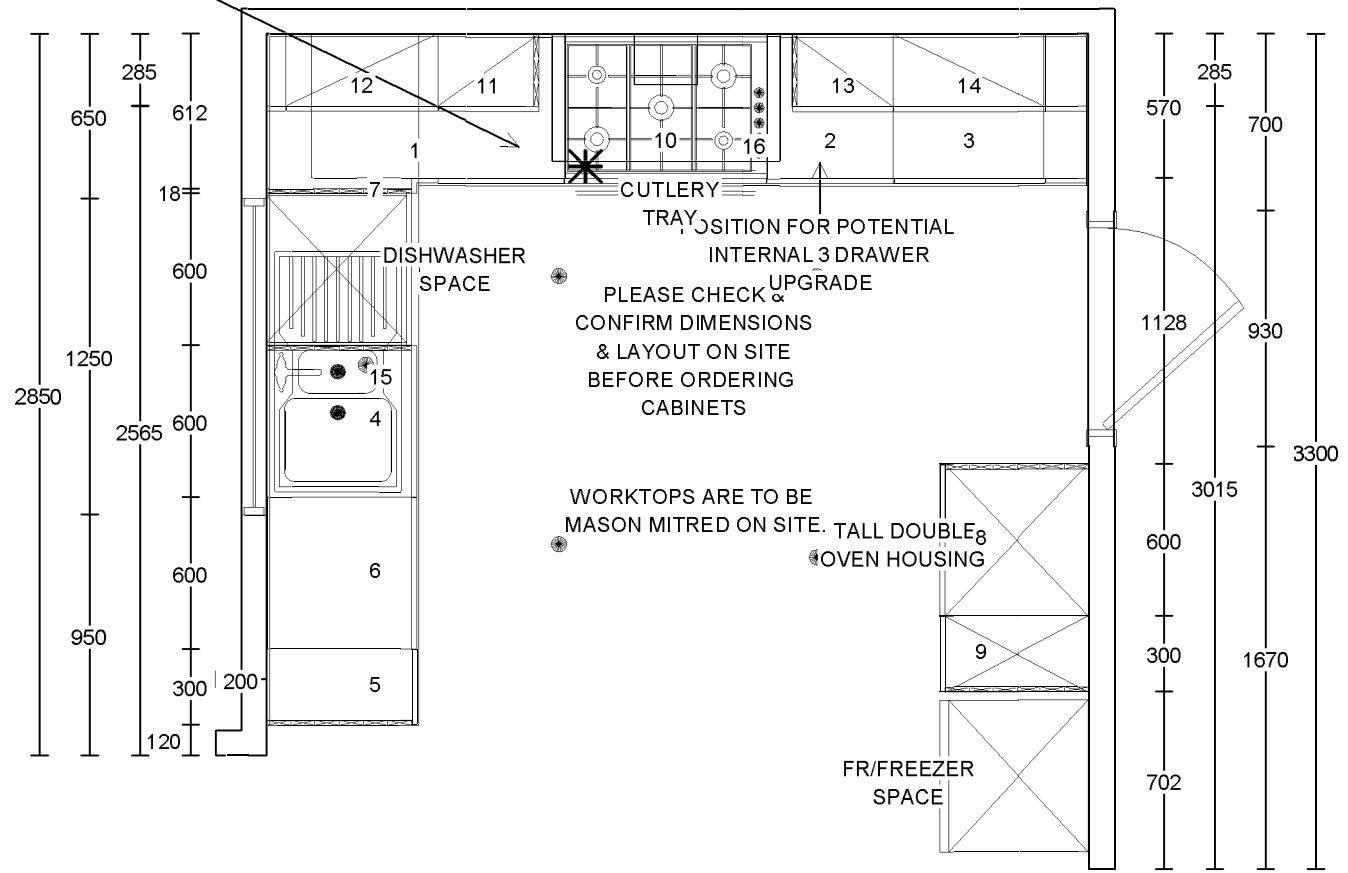 285
650
612
18
600
1250
2850
2565
600
600
950
300
200
120
12
11
10
16
13
14
1
2
3
7
CUTLERY
TRAY
OSITION FOR POTENTIAL
INTERNAL 3 DRAWER
UPGRADE
DISHWASHER
SPACE
PLEASE CHECK &
CONFIRM DIMENSIONS
& LAYOUT ON SITE
BEFORE ORDERING
CABINETS
15
4
WORKTOPS ARE TO BE
MASON MITRED ON SITE.
TALL DOUBLE
OVEN HOUSING
8
6
9
5
FR/FREEZER
SPACE
285
570
700
1128
930
3300
3015
600
300
1670
702